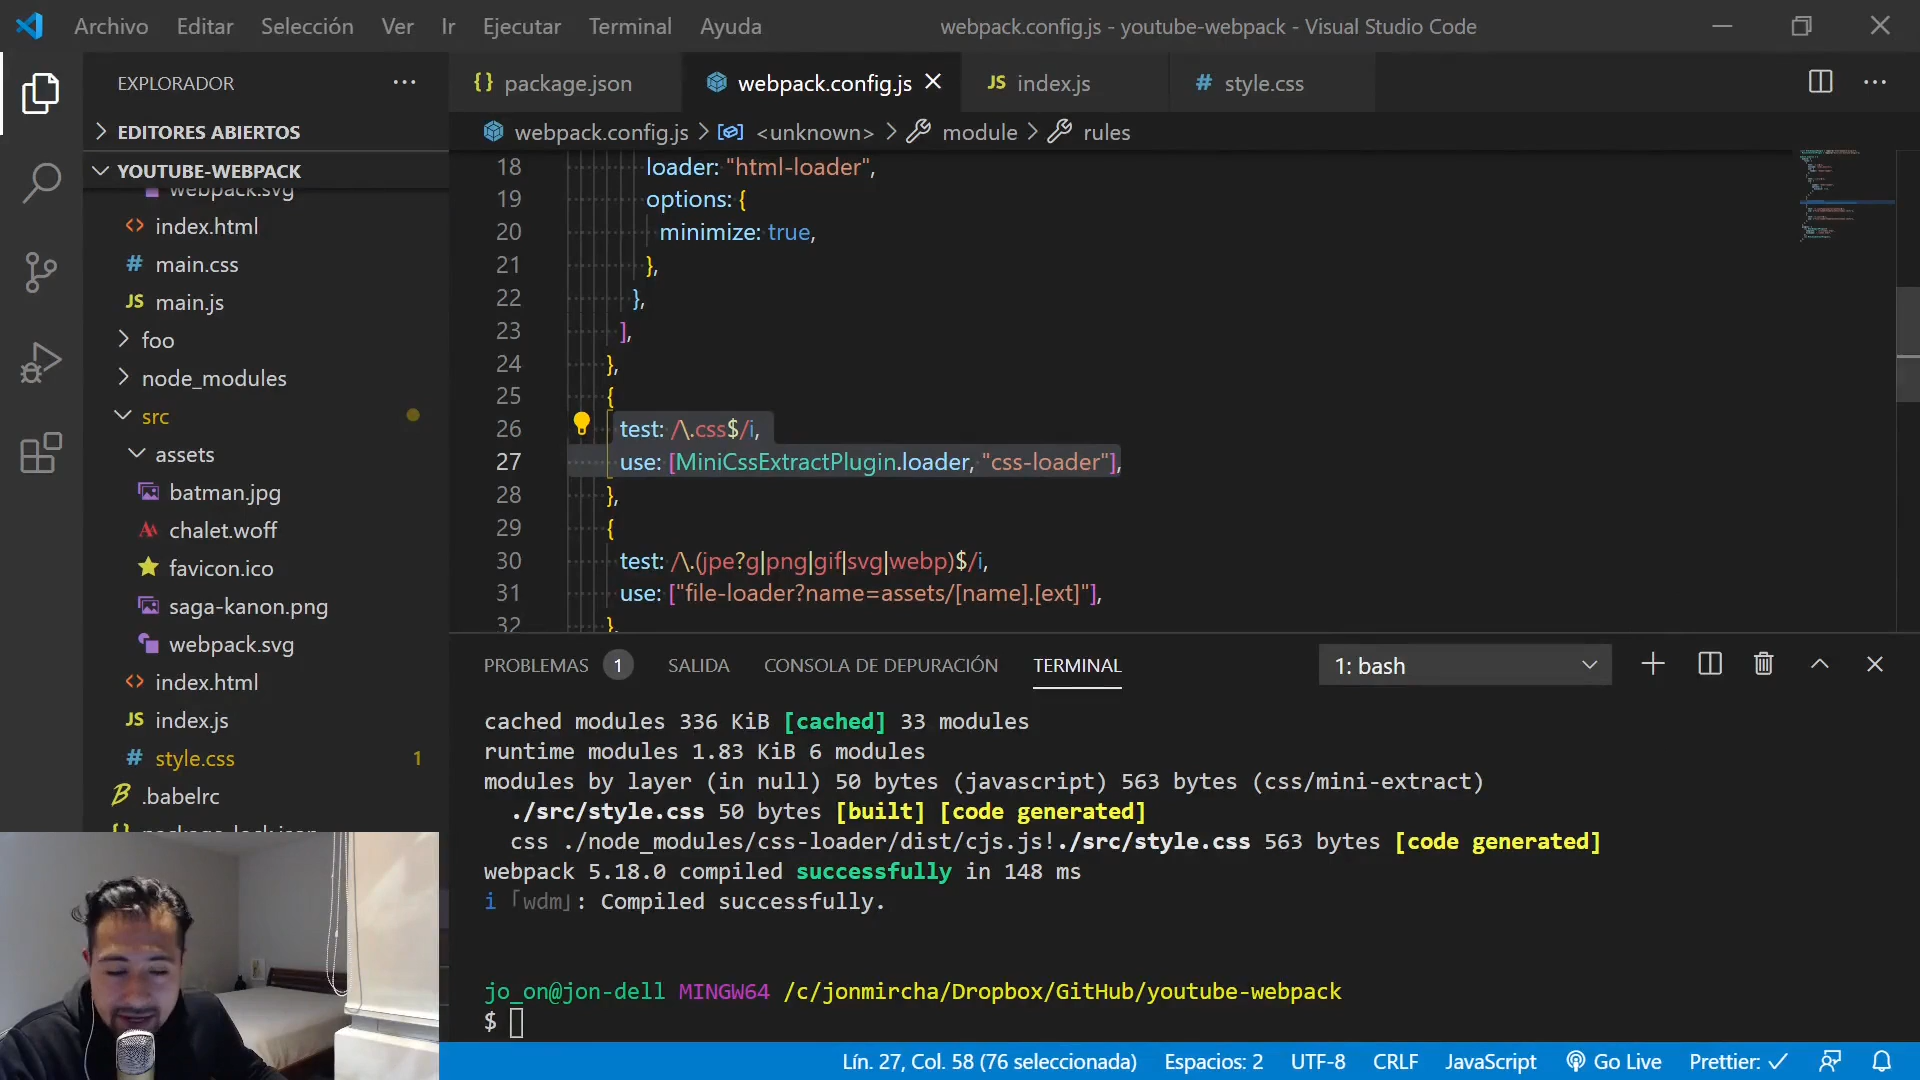 Archivo Editar Selección Ver Ir Ejecutar Terminal Ayuda webpack.config.js - youtube-webpack - Visual Studio Code
EXPLORADOR
EDITORES ABIERTOS
YOUTUBE-WEBPACK
webpack.svg
index.html
main.css
main.js
foo
node_modules
src
assets
batman.jpg
chalet.woff
favicon.ico
saga-kanon.png
webpack.svg
index.html
index.js
style.css 1
.babelrc
package-lock.json
package.json webpack.config.js index.js style.css
webpack.config.js > <unknown> > module > rules
18 loader: "html-loader",
19 options: {
20 minimize: true,
21 },
22 },
23 ],
24 },
25 {
26 test: /\.css$/i,
27 use: [MiniCssExtractPlugin.loader, "css-loader"],
28 },
29 {
30 test: /\.(jpe?g|png|gif|svg|webp)$/i,
31 use: ["file-loader?name=assets/[name].[ext]"],
32 },
PROBLEMAS 1 SALIDA CONSOLA DE DEPURACIÓN TERMINAL 1: bash
cached modules 336 KiB [cached] 33 modules
runtime modules 1.83 KiB 6 modules
modules by layer (in null) 50 bytes (javascript) 563 bytes (css/mini-extract)
./src/style.css 50 bytes [built] [code generated]
css ./node_modules/css-loader/dist/cjs.js!./src/style.css 563 bytes [code generated]
webpack 5.18.0 compiled successfully in 148 ms
i ｢wdm｣: Compiled successfully.
jo_on@jon-dell MINGW64 /c/jonmircha/Dropbox/GitHub/youtube-webpack
$
Lín. 27, Col. 58 (76 seleccionada) Espacios: 2 UTF-8 CRLF JavaScript Go Live Prettier: ✓